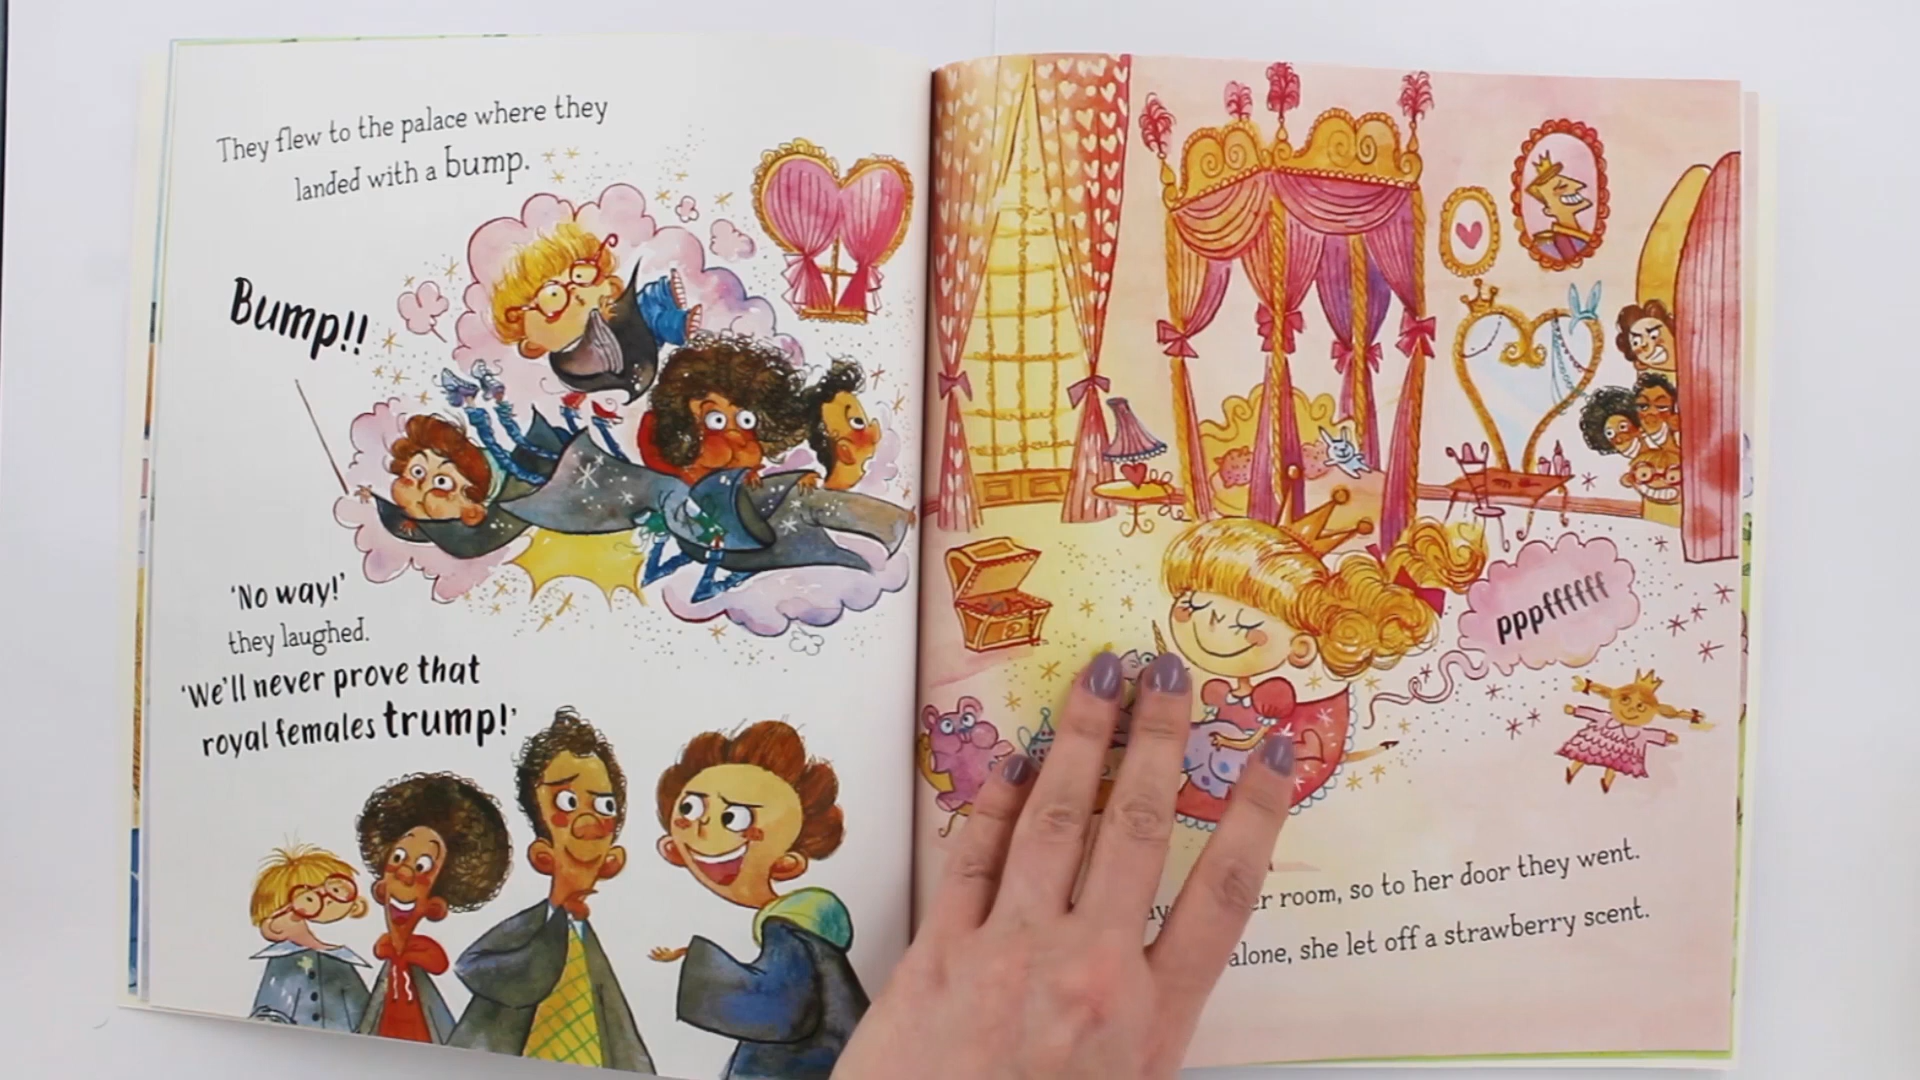 They flew to the palace where they
landed with a bump.
Bump!!
'No way!'
they laughed.
'We'll never prove that
royal females trump!'
pppffffff
room, so to her door they went.
alone, she let off a strawberry scent.